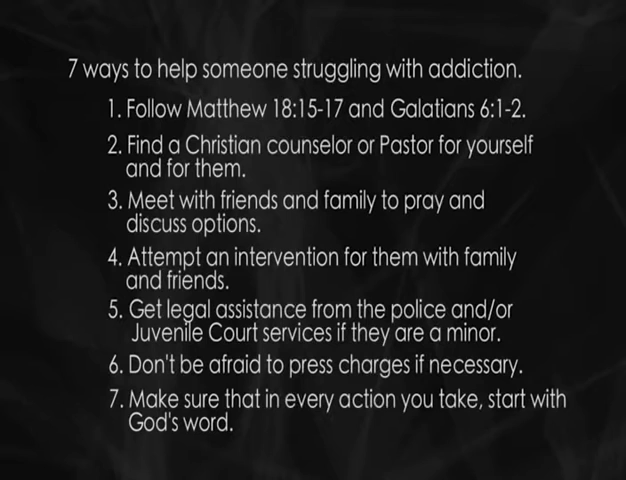 7 ways to help someone struggling with addiction.
1. Follow Matthew 18:15-17 and Galatians 6:1-2.
2. Find a Christian counselor or Pastor for yourself
and for them.
3. Meet with friends and family to pray and
discuss options.
4. Attempt an intervention for them with family
and friends.
5. Get legal assistance from the police and/or
Juvenile Court services if they are a minor.
6. Don't be afraid to press charges if necessary.
7. Make sure that in every action you take, start with
God's word.